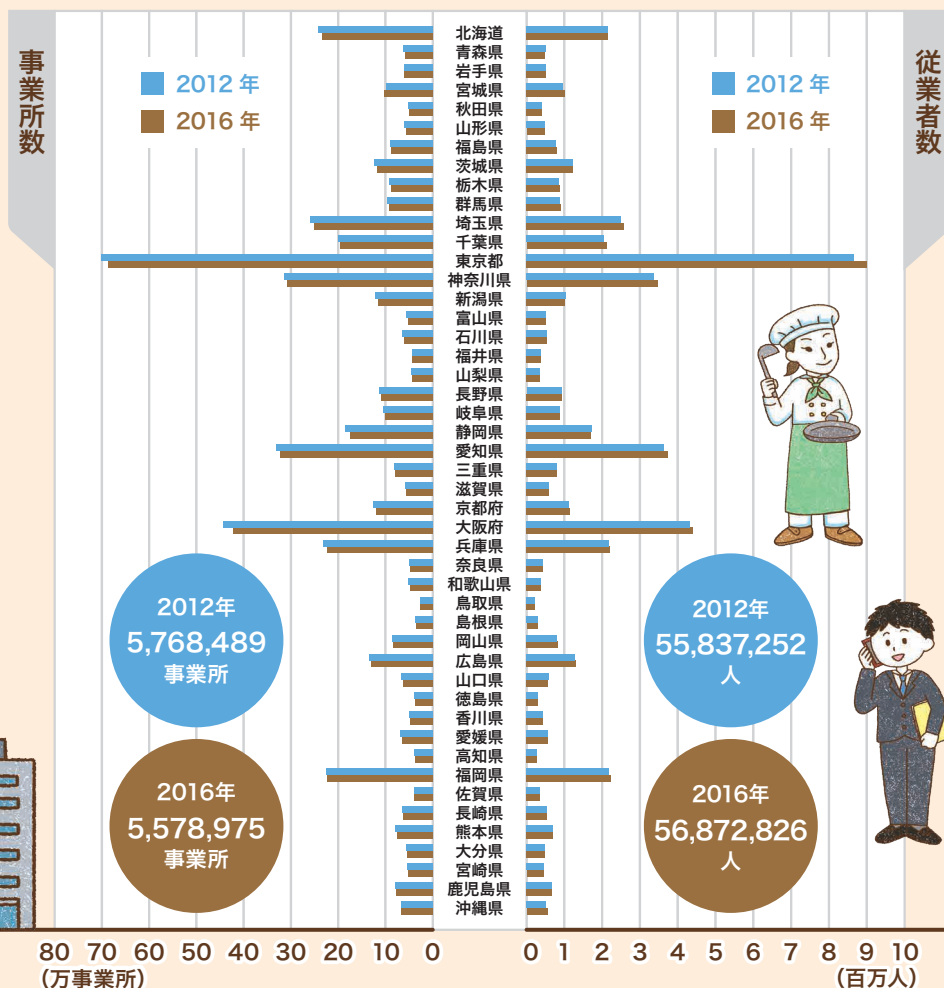 事業所数
2012 年
2016 年
従業者数
2012 年
2016 年
北海道
青森県
岩手県
宮城県
秋田県
山形県
福島県
茨城県
栃木県
群馬県
埼玉県
千葉県
東京都
神奈川県
新潟県
富山県
石川県
福井県
山梨県
長野県
岐阜県
静岡県
愛知県
三重県
滋賀県
京都府
大阪府
兵庫県
奈良県
和歌山県
鳥取県
島根県
岡山県
広島県
山口県
徳島県
香川県
愛媛県
高知県
福岡県
佐賀県
長崎県
熊本県
大分県
宮崎県
鹿児島県
沖縄県
2012年
5,768,489
事業所
2016年
5,578,975
事業所
2012年
55,837,252
人
2016年
56,872,826
人
80 70 60 50 40 30 20 10 0
(万事業所)
0 1 2 3 4 5 6 7 8 9 10
(百万人)